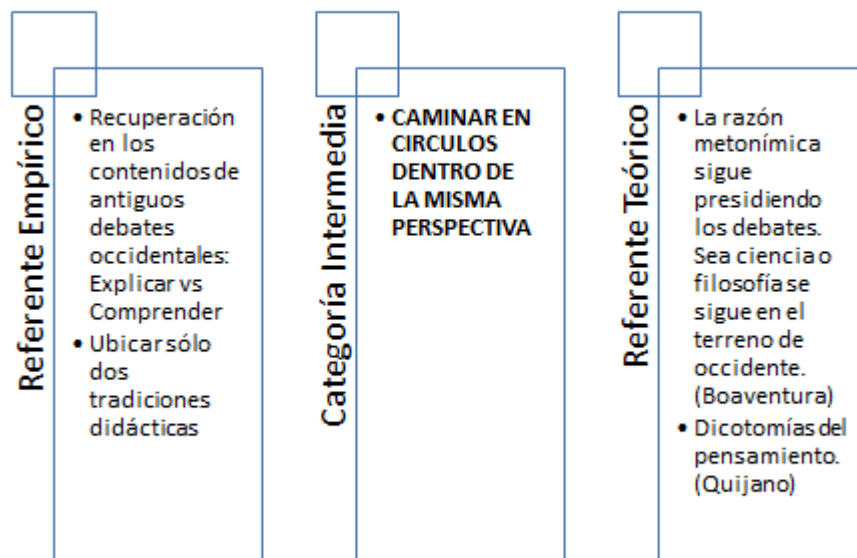 Referente Empírico
• Recuperación
en los
contenidos de
antiguos
debates
occidentales:
Explicar vs
Comprender
• Ubicar sólo
dos
tradiciones
didácticas
Categoría Intermedia
• CAMINAR EN
CIRCULOS
DENTRO DE
LA MISMA
PERSPECTIVA
Referente Teórico
• La razón
metonímica
sigue
presidiendo
los debates.
Sea ciencia o
filosofía se
sigue en el
terreno de
occidente.
(Boaventura)
• Dicotomías del
pensamiento.
(Quijano)